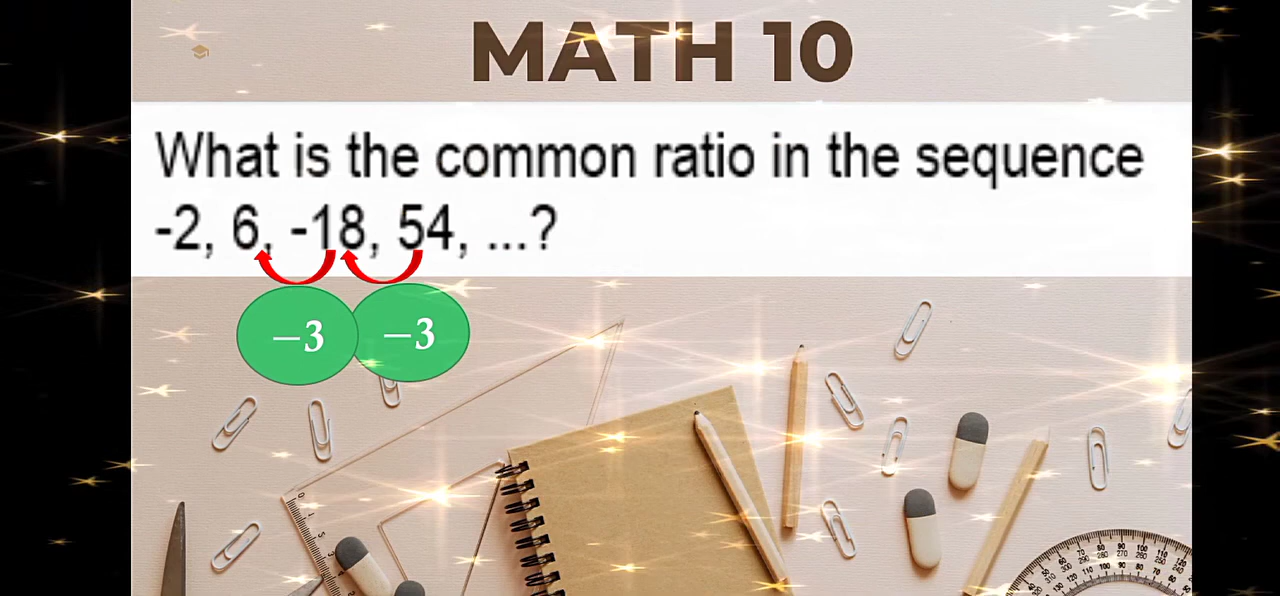 MATH 10
What is the common ratio in the sequence
-2, 6, -18, 54, ...?
−3 −3